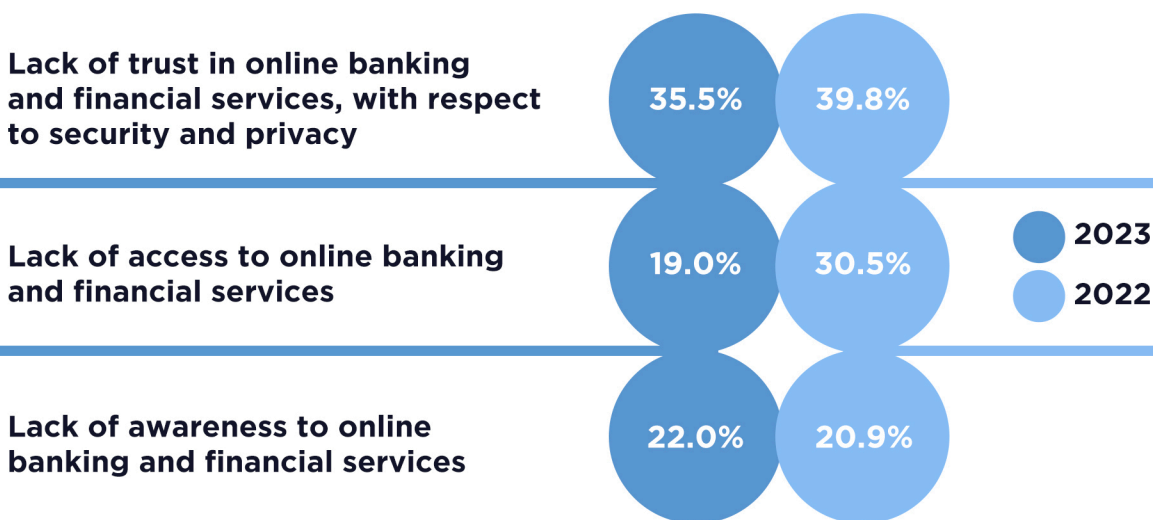 Lack of trust in online banking
and financial services, with respect
to security and privacy
35.5%
39.8%
Lack of access to online banking
and financial services
19.0%
30.5%
2023
2022
Lack of awareness to online
banking and financial services
22.0%
20.9%